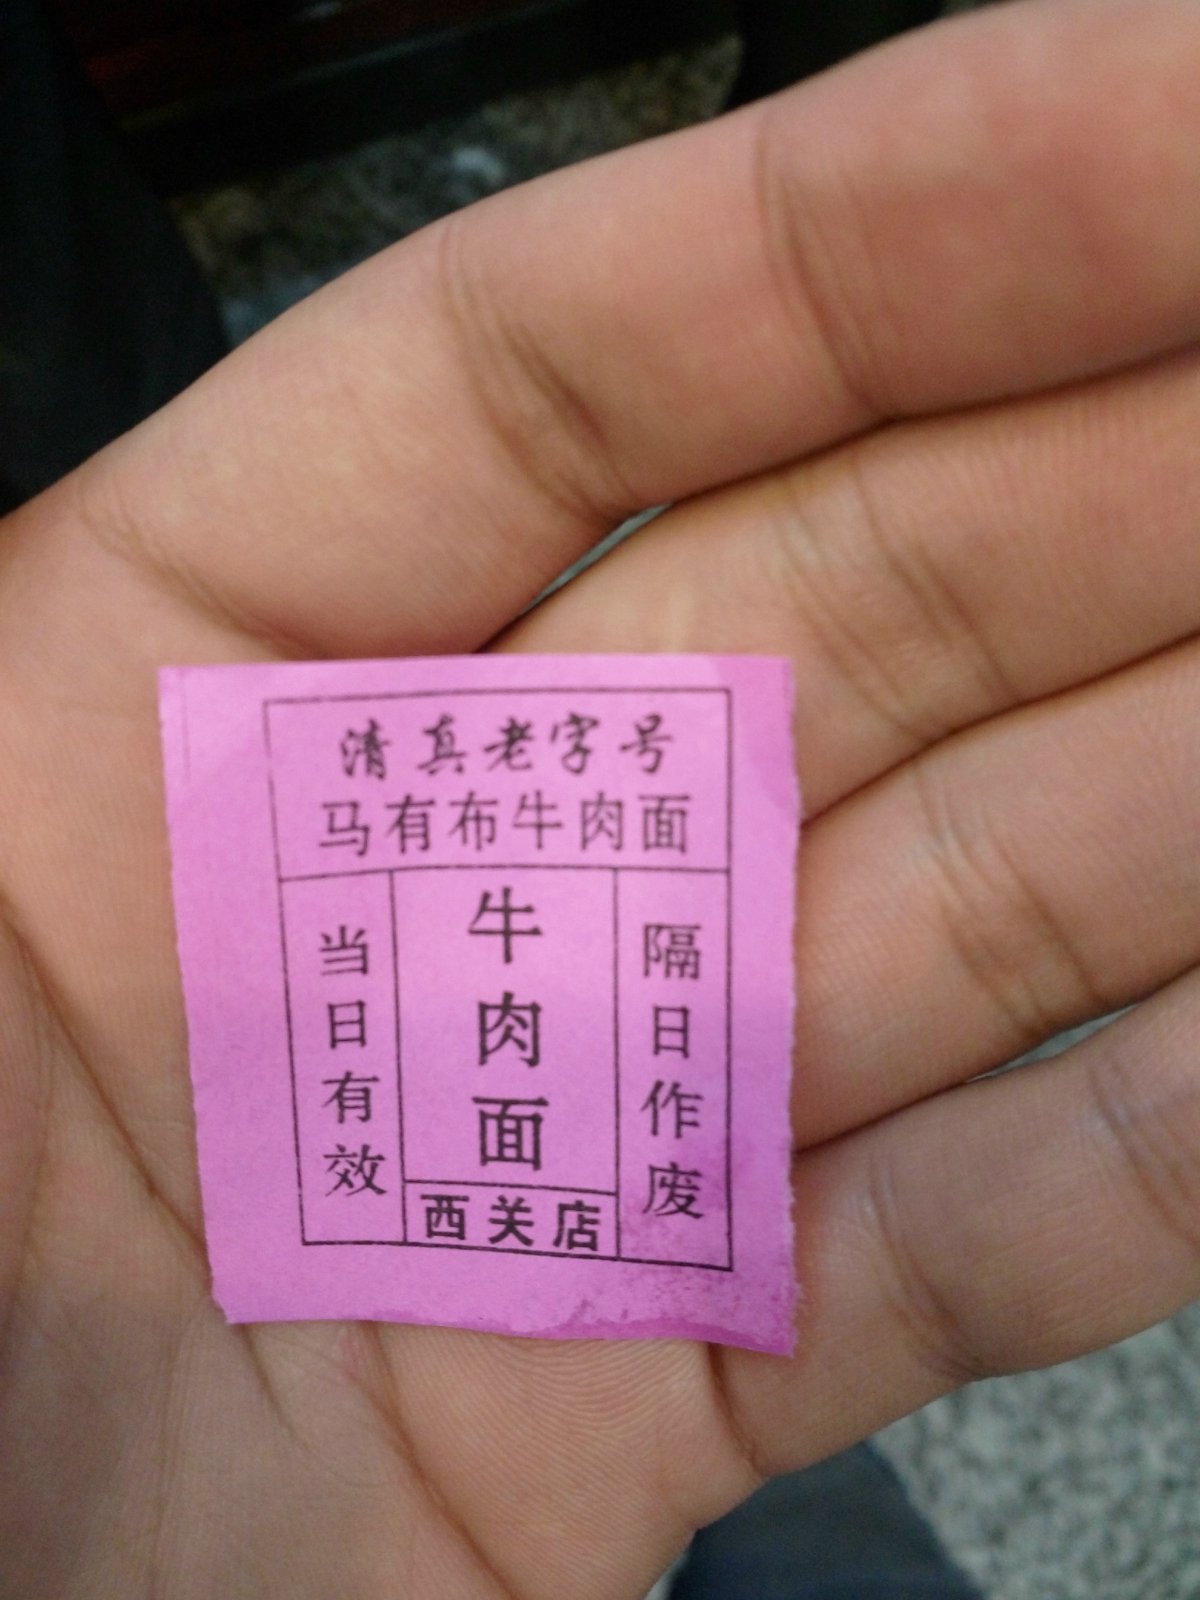 清真老字号
马有布牛肉面
当日有效
牛肉面
西关店
隔日作废